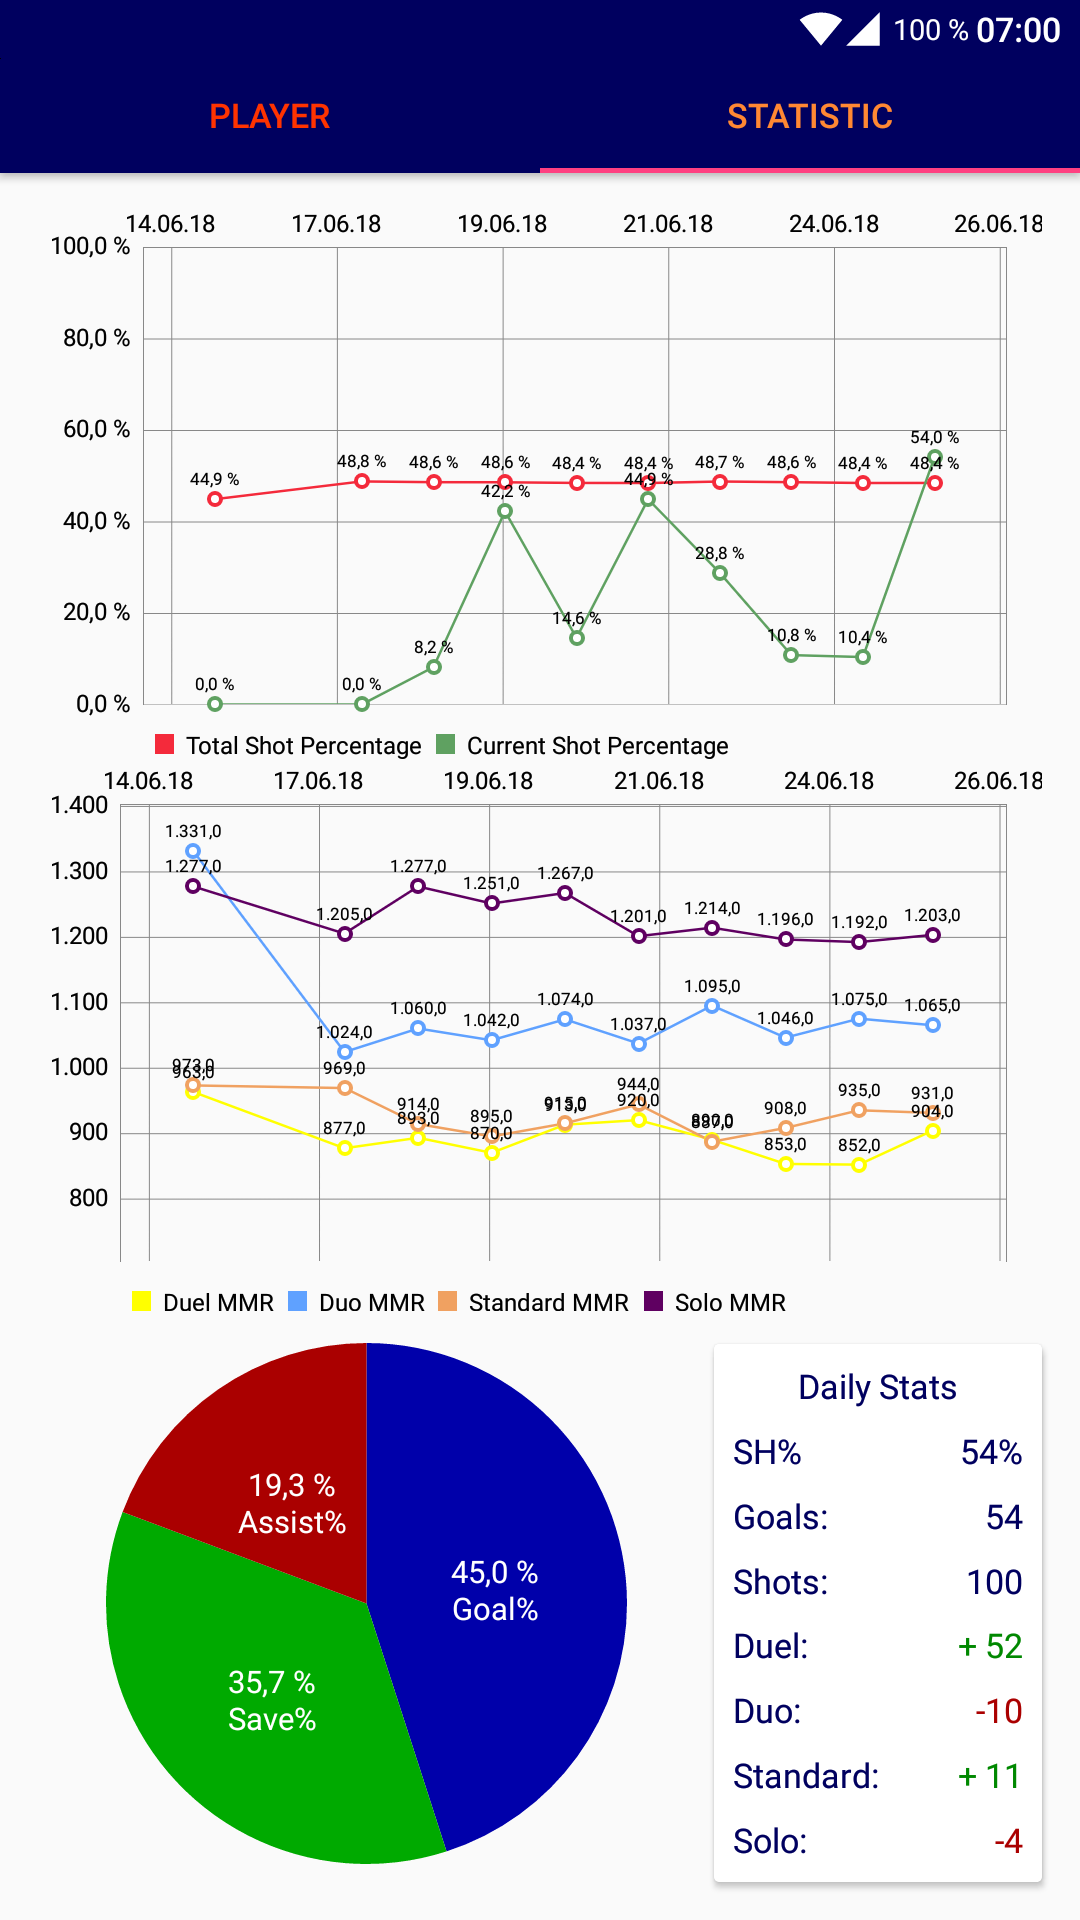 100 % 07:00
PLAYER STATISTIC
14.06.18 17.06.18 19.06.18 21.06.18 24.06.18 26.06.18
100,0 %
80,0 %
60,0 %
40,0 %
20,0 %
0,0 %
44,9 % 48,8 % 48,6 % 48,6 % 48,4 % 48,4 % 48,7 % 48,6 % 48,4 % 48,4 %
0,0 % 0,0 % 8,2 % 42,2 % 14,6 % 44,9 % 28,8 % 10,8 % 10,4 % 54,0 %
Total Shot Percentage Current Shot Percentage
14.06.18 17.06.18 19.06.18 21.06.18 24.06.18 26.06.18
1.400
1.300
1.200
1.100
1.000
900
800
1.331,0 1.024,0 1.060,0 1.042,0 1.074,0 1.037,0 1.095,0 1.046,0 1.075,0 1.065,0
1.277,0 1.205,0 1.277,0 1.251,0 1.267,0 1.201,0 1.214,0 1.196,0 1.192,0 1.203,0
973,0 969,0 914,0 895,0 915,0 944,0 887,0 908,0 935,0 931,0
963,0 877,0 893,0 870,0 920,0 853,0 852,0 904,0
Duel MMR Duo MMR Standard MMR Solo MMR
19,3 %
Assist%
45,0 %
Goal%
35,7 %
Save%
Daily Stats
SH% 54%
Goals: 54
Shots: 100
Duel: + 52
Duo: -10
Standard: + 11
Solo: -4